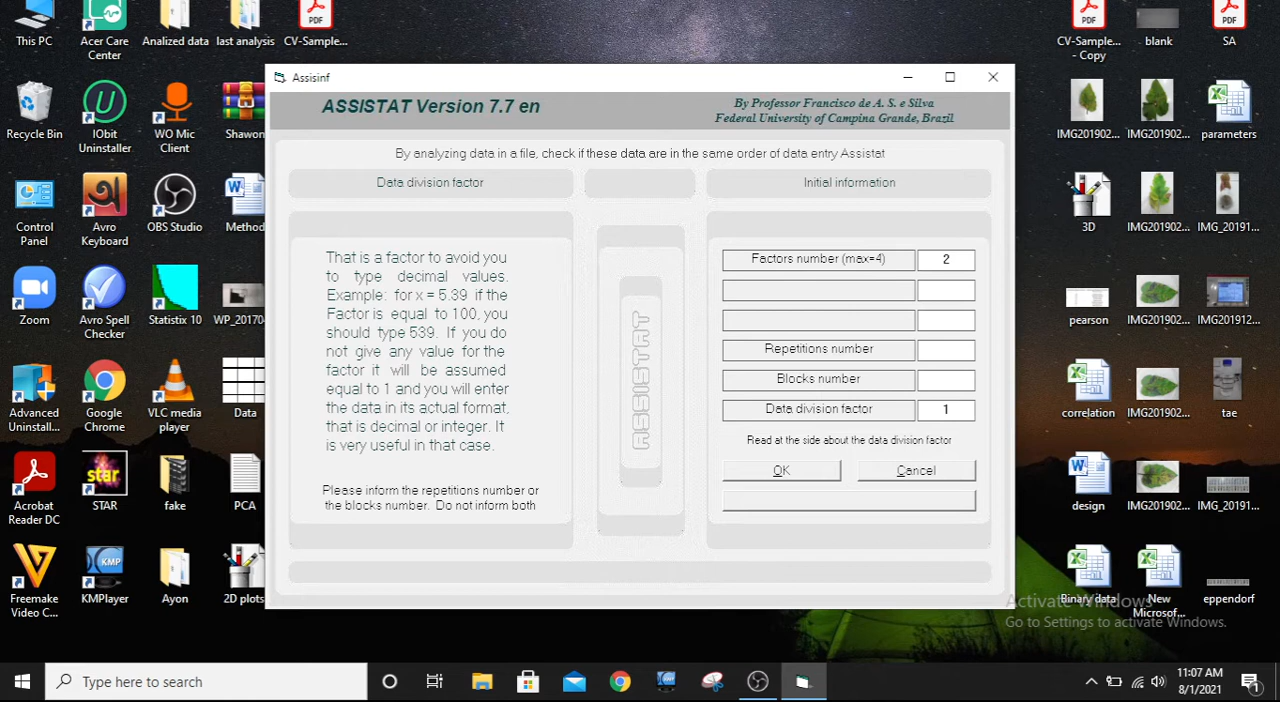 This PC
Acer Care
Center
Analized data
last analysis
CV-Sample...
CV-Sample...
- Copy
blank
SA
Assisinf
ASSISTAT Version 7.7 en
By Professor Francisco de A. S. e Silva
Federal University of Campina Grande, Brazil
By analyzing data in a file, check if these data are in the same order of data entry Assistat
Data division factor
Initial information
That is a factor to avoid you
to type decimal values.
Example: for x = 5.39 if the
Factor is equal to 100, you
should type 539. If you do
not give any value for the
factor it will be assumed
equal to 1 and you will enter
the data in its actual format,
that is decimal or integer. It
is very useful in that case.
Please inform the repetitions number or
the blocks number. Do not inform both
ASSISTAT
Factors number (max=4)
2
Repetitions number
Blocks number
Data division factor
1
Read at the side about the data division factor
OK
Cancel
Recycle Bin
IObit
Uninstaller
WO Mic
Client
Shawon
IMG201902...
IMG201902...
parameters
Control
Panel
Avro
Keyboard
OBS Studio
Method
3D
IMG201902...
IMG_20191...
Zoom
Avro Spell
Checker
Statistix 10
WP_201704
pearson
IMG201902...
IMG201912...
Advanced
Uninstall...
Google
Chrome
VLC media
player
Data
correlation
IMG201902...
tae
Acrobat
Reader DC
star
STAR
fake
PCA
design
IMG201902...
IMG_20191...
Freemake
Video C...
KMP
KMPlayer
Ayon
2D plots
Binary data
New
Microsof...
eppendorf
Activate Windows
Go to Settings to activate Windows.
Type here to search
11:07 AM
8/1/2021
1
PDF
PDF
PDF